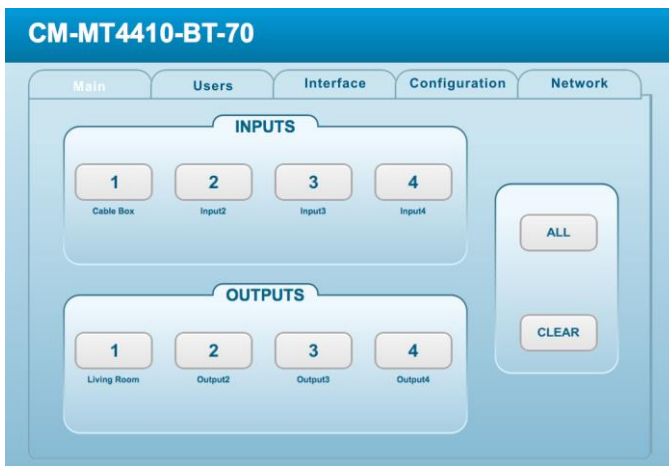 CM-MT4410-BT-70
Main Users Interface Configuration Network
INPUTS
1 2 3 4
Cable Box Input2 Input3 Input4
ALL
OUTPUTS
CLEAR
1 2 3 4
Living Room Output2 Output3 Output4